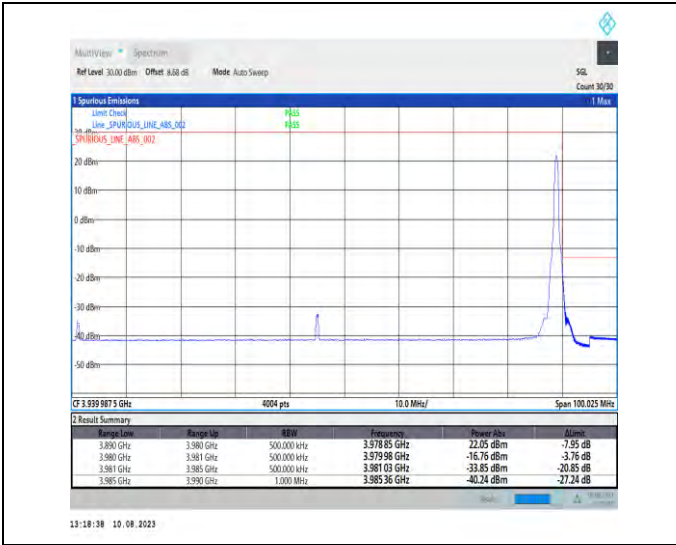 MultiView Spectrum
Ref Level 30.00 dBm Offset 8.68 dB Mode Auto Sweep SGL
Count 30/30
1 Spurious Emissions 1 Max
Limit Check PASS
Line _SPURIOUS_LINE_ABS_002 PASS
_SPURIOUS_LINE_ABS_002
20 dBm
10 dBm
0 dBm
-10 dBm
-20 dBm
-30 dBm
-40 dBm
-50 dBm
CF 3.939 987 5 GHz 4004 pts 10.0 MHz/ Span 100.025 MHz
2 Result Summary
Range Low Range Up RBW Frequency Power Abs ΔLimit
3.890 GHz 3.980 GHz 500.000 kHz 3.978 85 GHz 22.05 dBm -7.95 dB
3.980 GHz 3.981 GHz 500.000 kHz 3.979 98 GHz -16.76 dBm -3.76 dB
3.981 GHz 3.985 GHz 500.000 kHz 3.981 03 GHz -33.85 dBm -20.85 dB
3.985 GHz 3.990 GHz 1.000 MHz 3.985 36 GHz -40.24 dBm -27.24 dB
13:18:38 10.08.2023